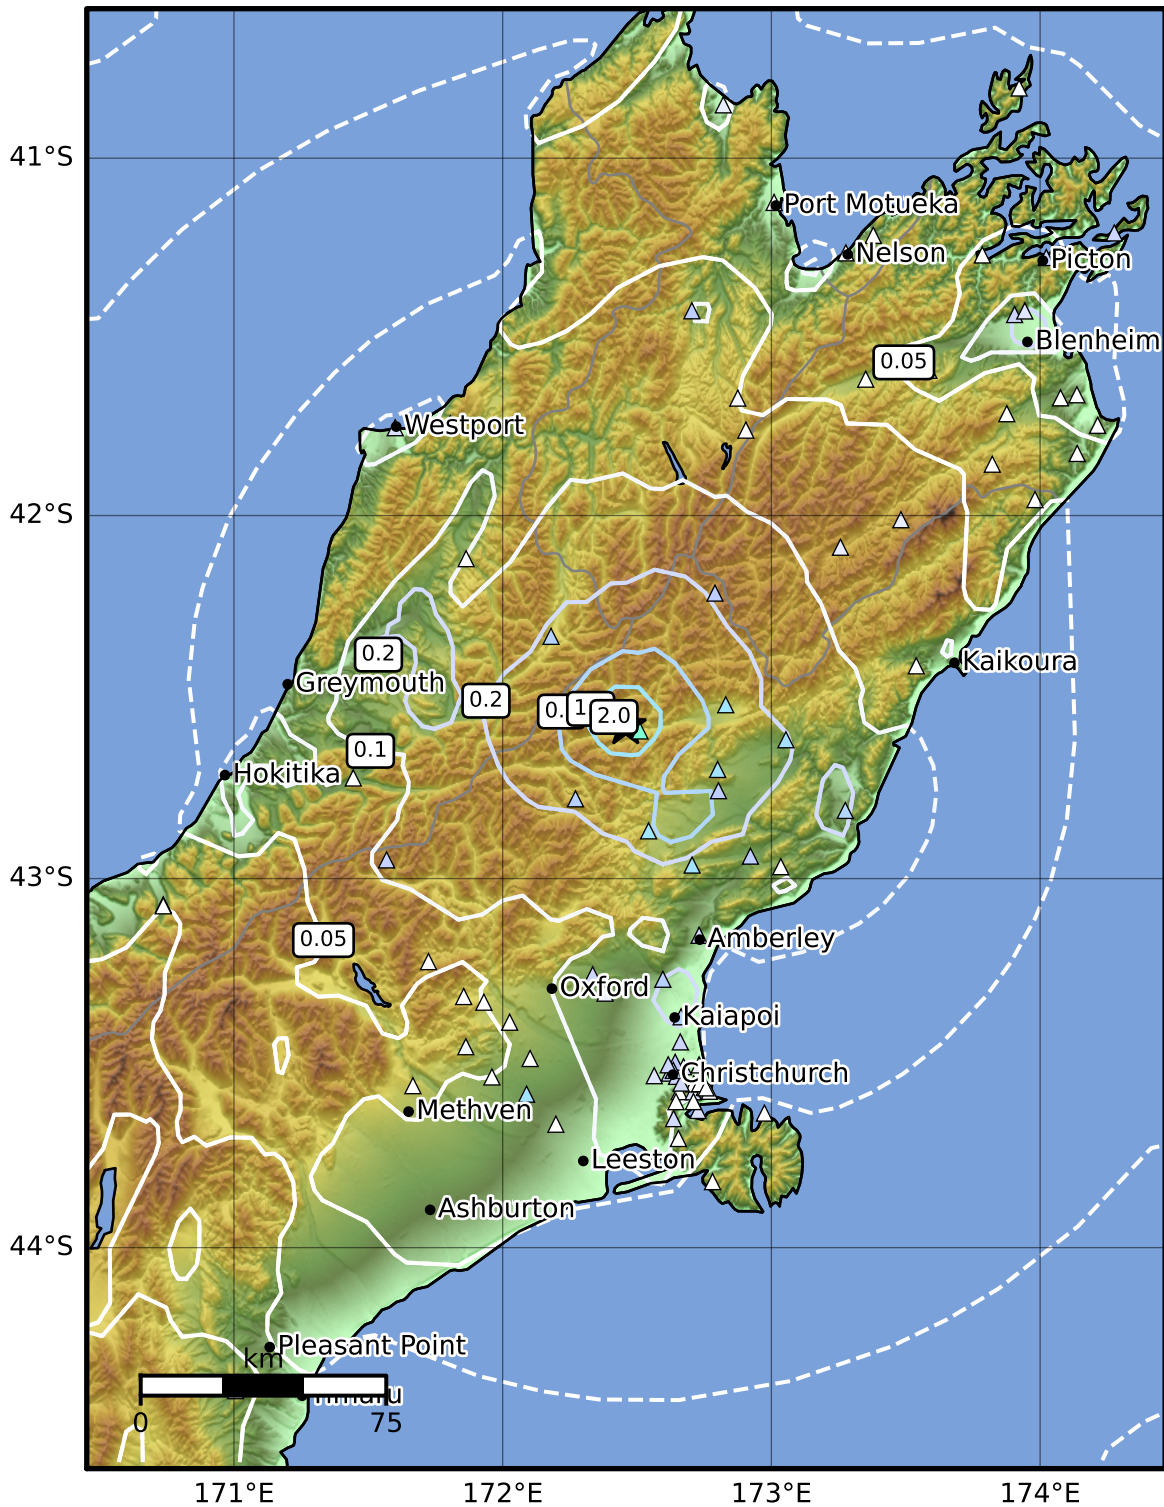 41°S
Port Motueka
Nelson
Picton
Blenheim
0.05
Westport
42°S
0.2
Kaikoura
Greymouth
0.2
1
2.0
0.1
Hokitika
43°S
0.05
Amberley
Oxford
Kaiapoi
Christchurch
Methven
Leeston
Ashburton
44°S
Pleasant Point
km
0
75
171°E
172°E
173°E
174°E